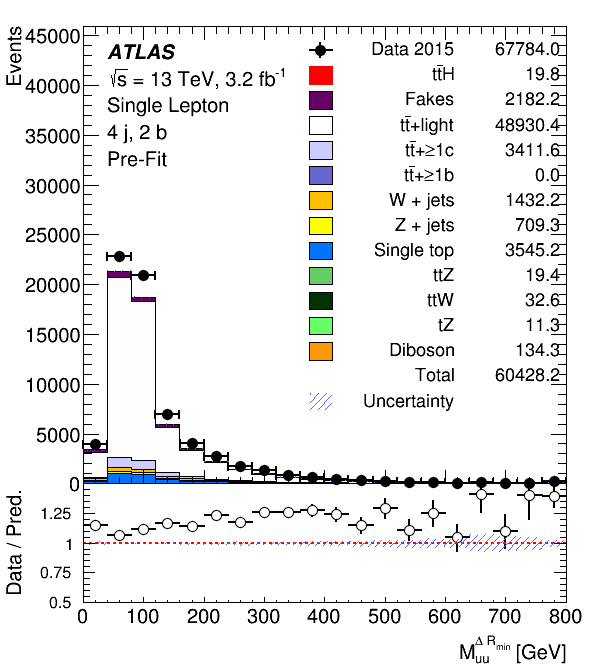 Events
45000
40000
35000
30000
25000
20000
15000
10000
5000
0
ATLAS
√s = 13 TeV, 3.2 fb⁻¹
Single Lepton
4 j, 2 b
Pre-Fit
Data 2015 67784.0
tt̄H 19.8
Fakes 2182.2
tt̄+light 48930.4
tt̄+≥1c 3411.6
tt̄+≥1b 0.0
W + jets 1432.2
Z + jets 709.3
Single top 3545.2
ttZ 19.4
ttW 32.6
tZ 11.3
Diboson 134.3
Total 60428.2
Uncertainty
Data / Pred.
1.25
1
0.75
0.5
0 100 200 300 400 500 600 700 800
M_uu^Δ R_min [GeV]